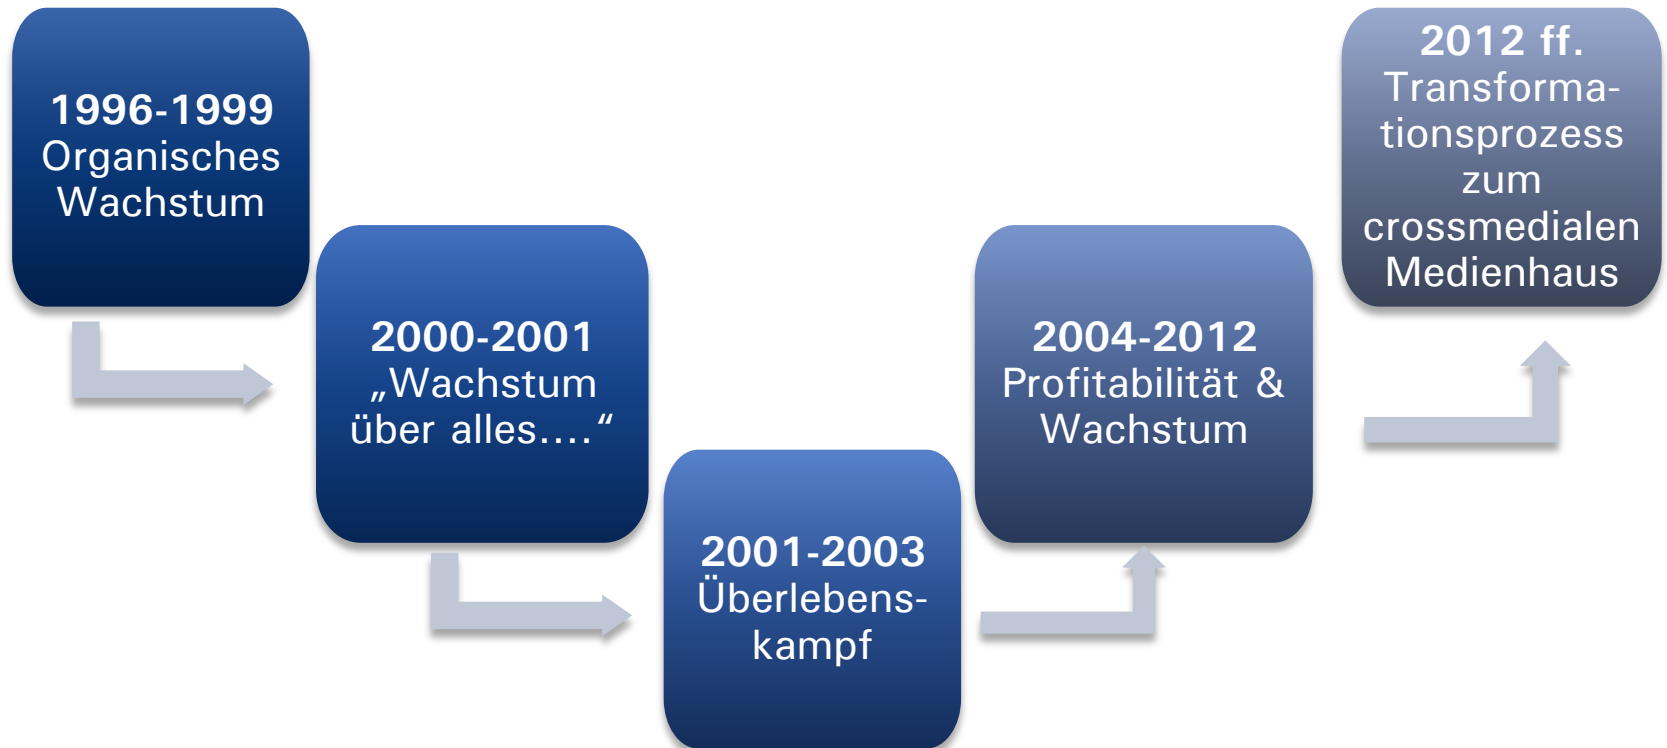 1996-1999
Organisches
Wachstum
2000-2001
„Wachstum
über alles....“
2001-2003
Überlebens-
kampf
2004-2012
Profitabilität &
Wachstum
2012 ff.
Transforma-
tionsprozess
zum
crossmedialen
Medienhaus